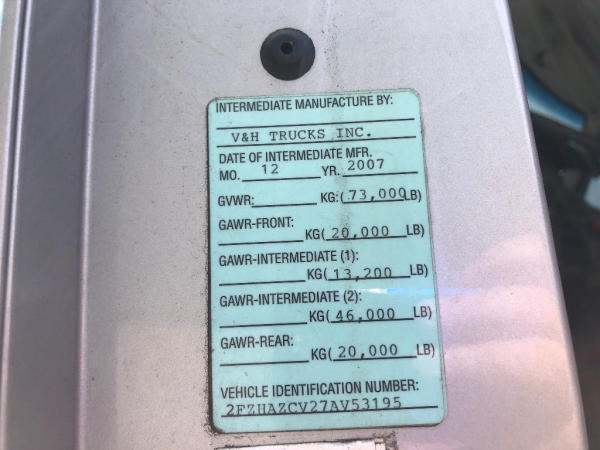 INTERMEDIATE MANUFACTURE BY:
V&H TRUCKS INC.
DATE OF INTERMEDIATE MFR.
MO. 12 YR. 2007
GVWR: KG: (73,000LB)
GAWR-FRONT:
KG( 20,000 LB)
GAWR-INTERMEDIATE (1):
KG( 13,200 LB)
GAWR-INTERMEDIATE (2):
KG( 46,000 LB)
GAWR-REAR:
KG( 20,000 LB)
VEHICLE IDENTIFICATION NUMBER:
2FZHAZCV27AV53195